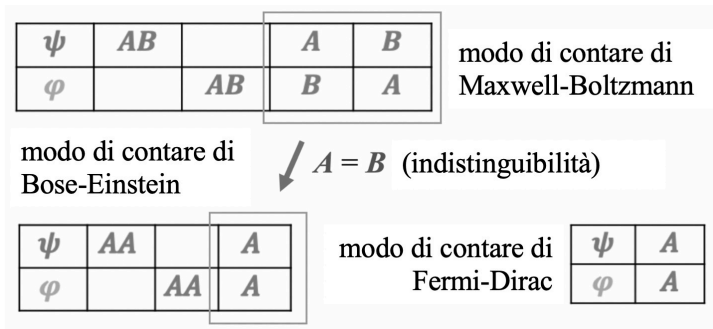 ψ AB A B
φ AB B A
modo di contare di
Maxwell-Boltzmann
modo di contare di
Bose-Einstein
A = B (indistinguibilità)
ψ AA A
φ AA A
modo di contare di
Fermi-Dirac
ψ A
φ A